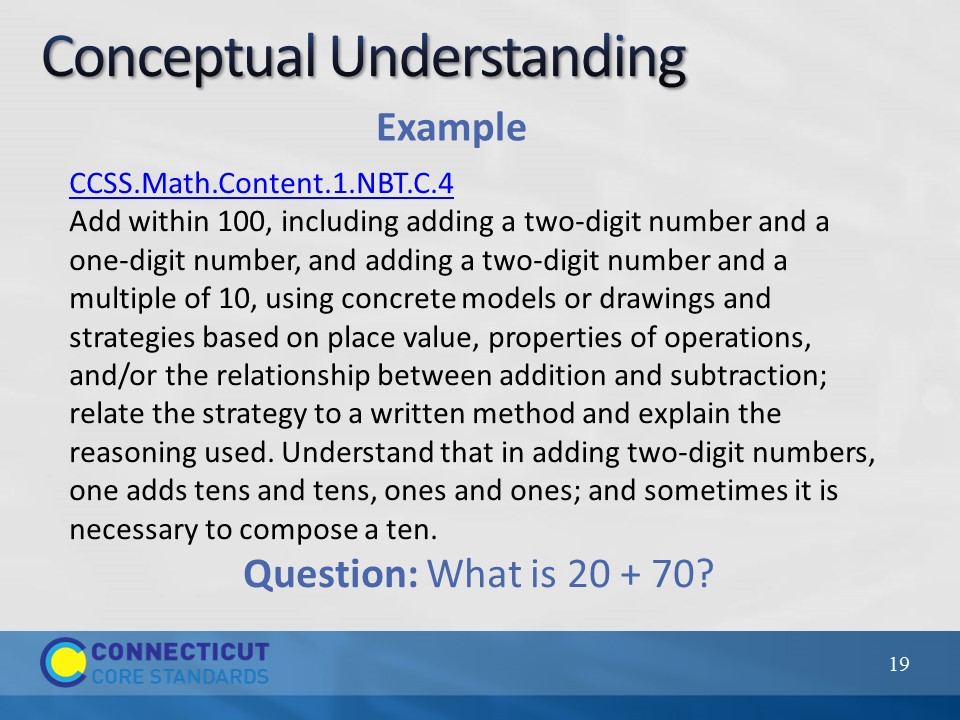 Conceptual Understanding
Example
CCSS.Math.Content.1.NBT.C.4
Add within 100, including adding a two-digit number and a
one-digit number, and adding a two-digit number and a
multiple of 10, using concrete models or drawings and
strategies based on place value, properties of operations,
and/or the relationship between addition and subtraction;
relate the strategy to a written method and explain the
reasoning used. Understand that in adding two-digit numbers,
one adds tens and tens, ones and ones; and sometimes it is
necessary to compose a ten.
Question: What is 20 + 70?
CONNECTICUT
CORE STANDARDS
19